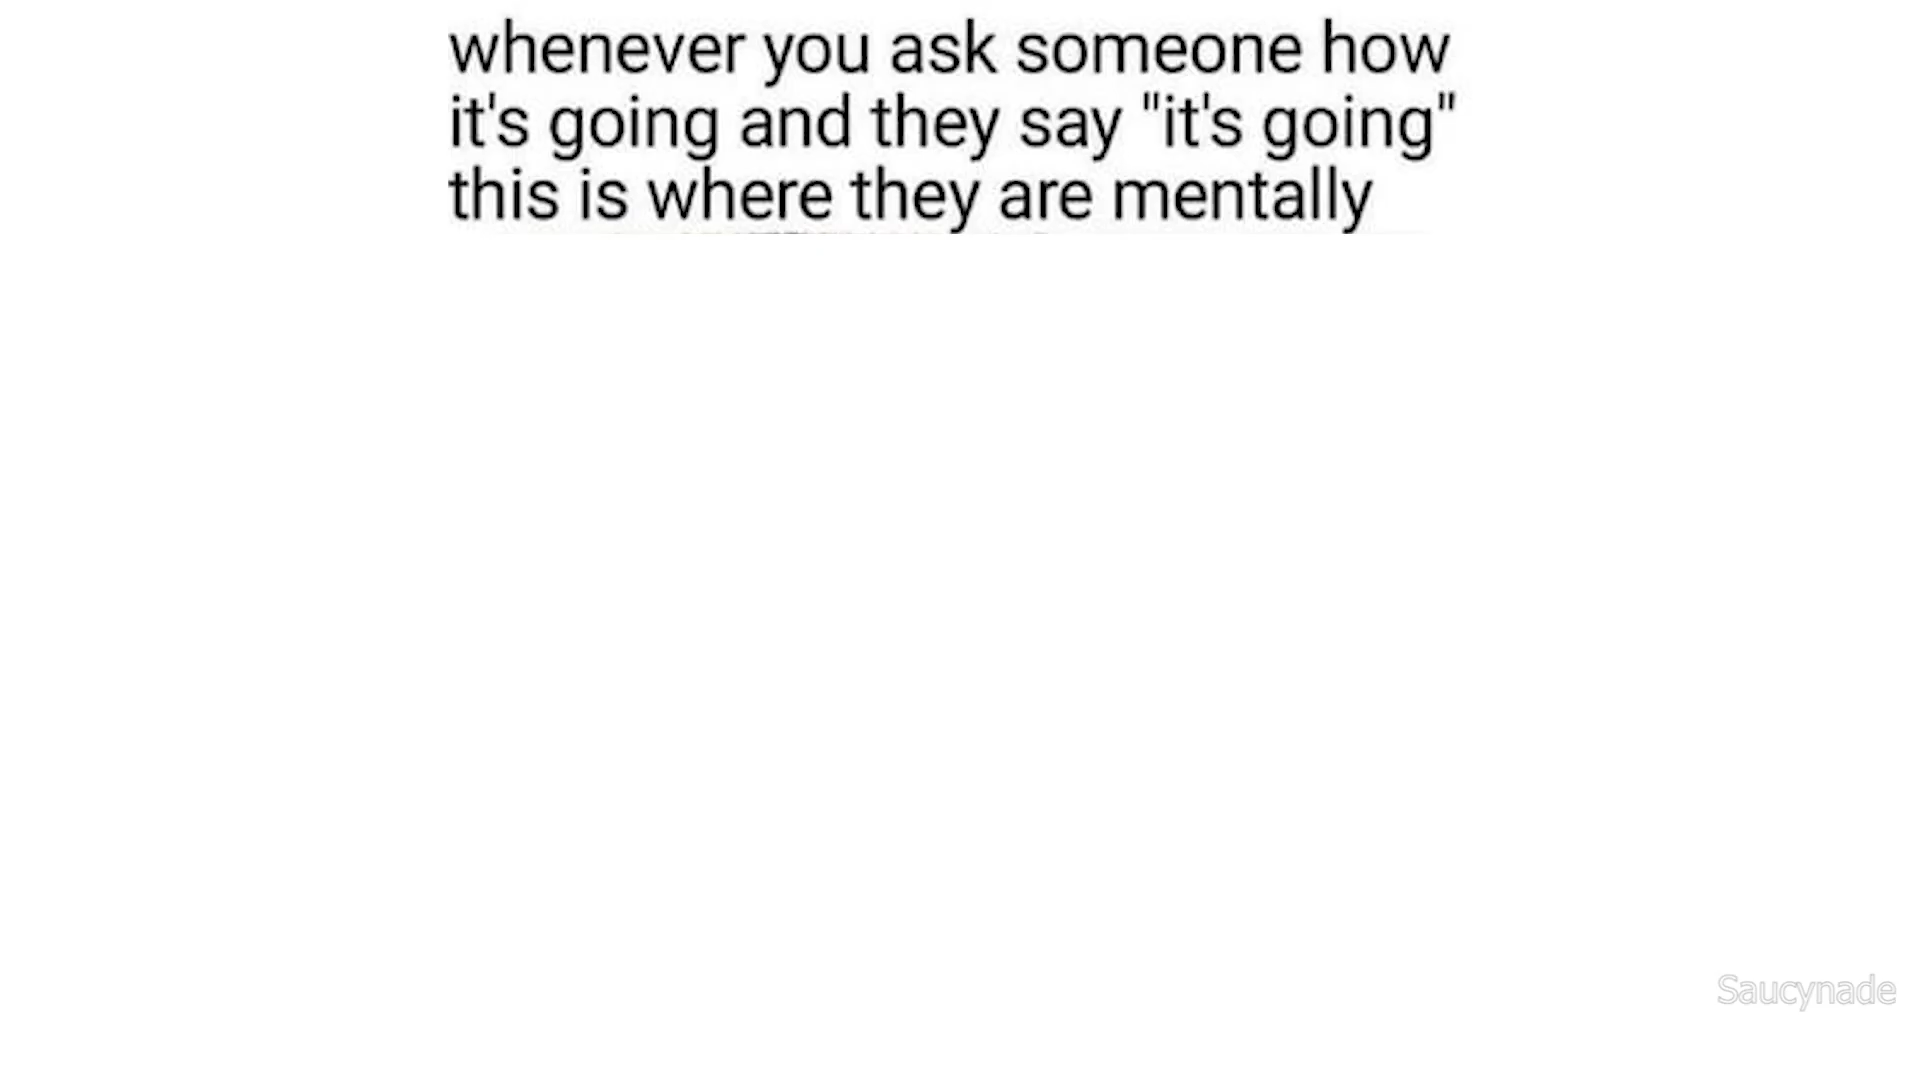 whenever you ask someone how
it's going and they say "it's going"
this is where they are mentally
Saucynade